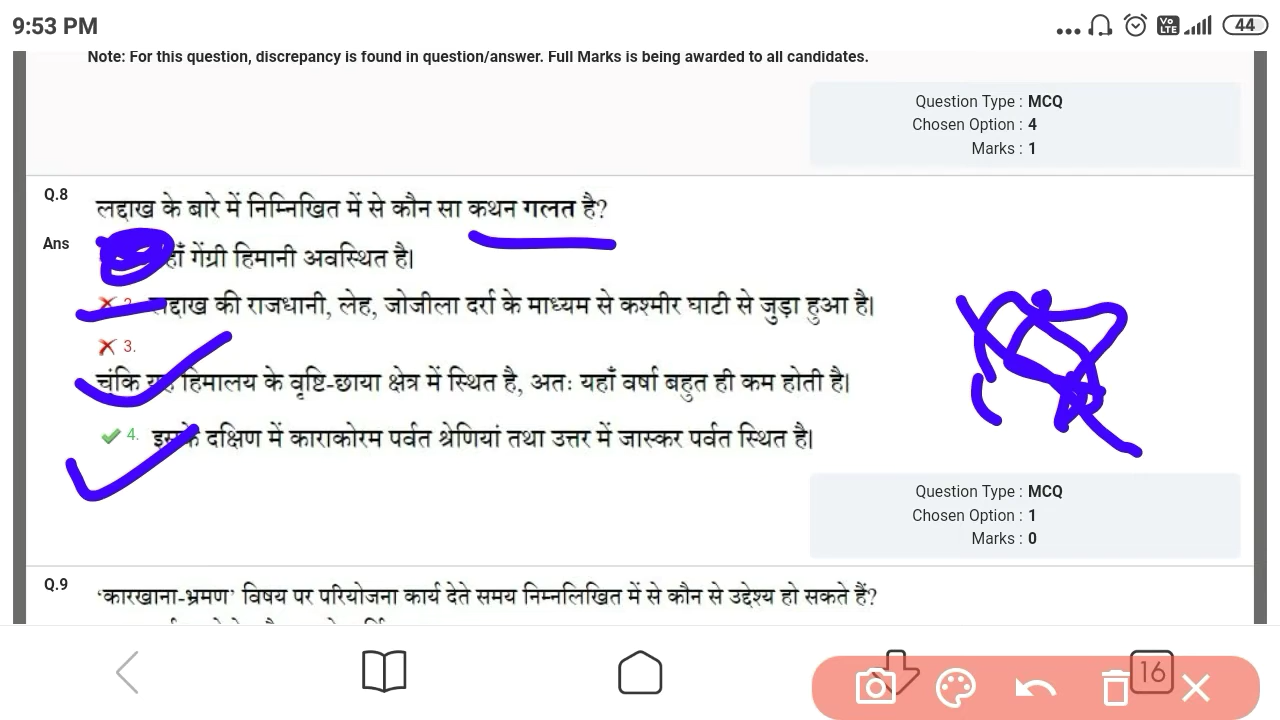 9:53 PM
Vo LTE
44
Note: For this question, discrepancy is found in question/answer. Full Marks is being awarded to all candidates.
Question Type : MCQ
Chosen Option : 4
Marks : 1
Q.8
लद्दाख के बारे में निम्निखित में से कौन सा कथन गलत है?
Ans
गेंग्री हिमानी अवस्थित है।
की राजधानी, लेह, जोजीला दर्रा के माध्यम से कश्मीर घाटी से जुड़ा हुआ है।
3.
चंकि यह हिमालय के वृष्टि-छाया क्षेत्र में स्थित है, अतः यहाँ वर्षा बहुत ही कम होती है।
4. इसके दक्षिण में काराकोरम पर्वत श्रेणियां तथा उत्तर में जास्कर पर्वत स्थित है।
Question Type : MCQ
Chosen Option : 1
Marks : 0
Q.9
‘कारखाना-भ्रमण’ विषय पर परियोजना कार्य देते समय निम्नलिखित में से कौन से उद्देश्य हो सकते हैं?
16